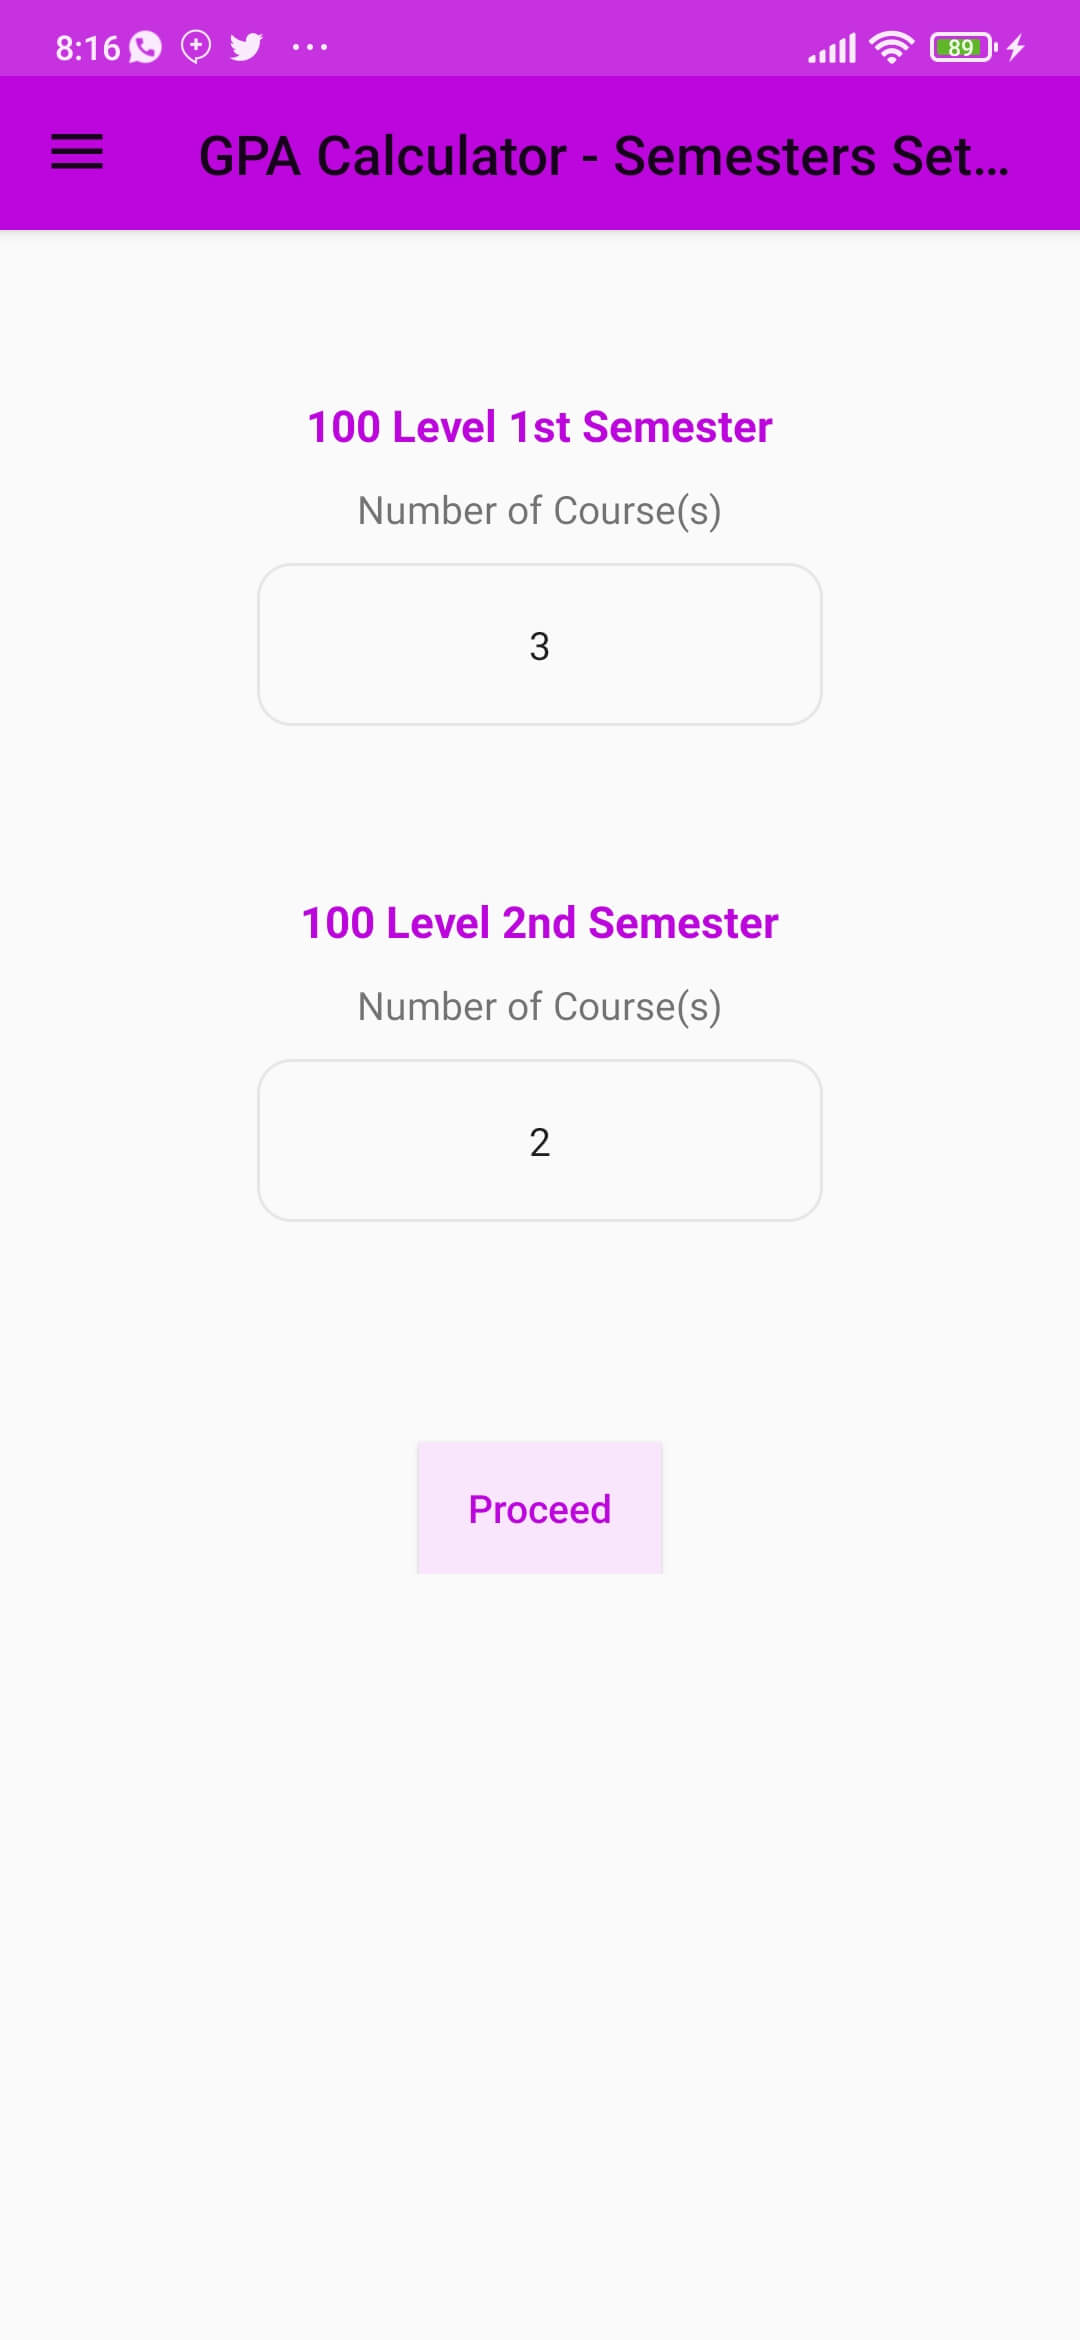 8:16 89
GPA Calculator - Semesters Set...
100 Level 1st Semester
Number of Course(s)
3
100 Level 2nd Semester
Number of Course(s)
2
Proceed